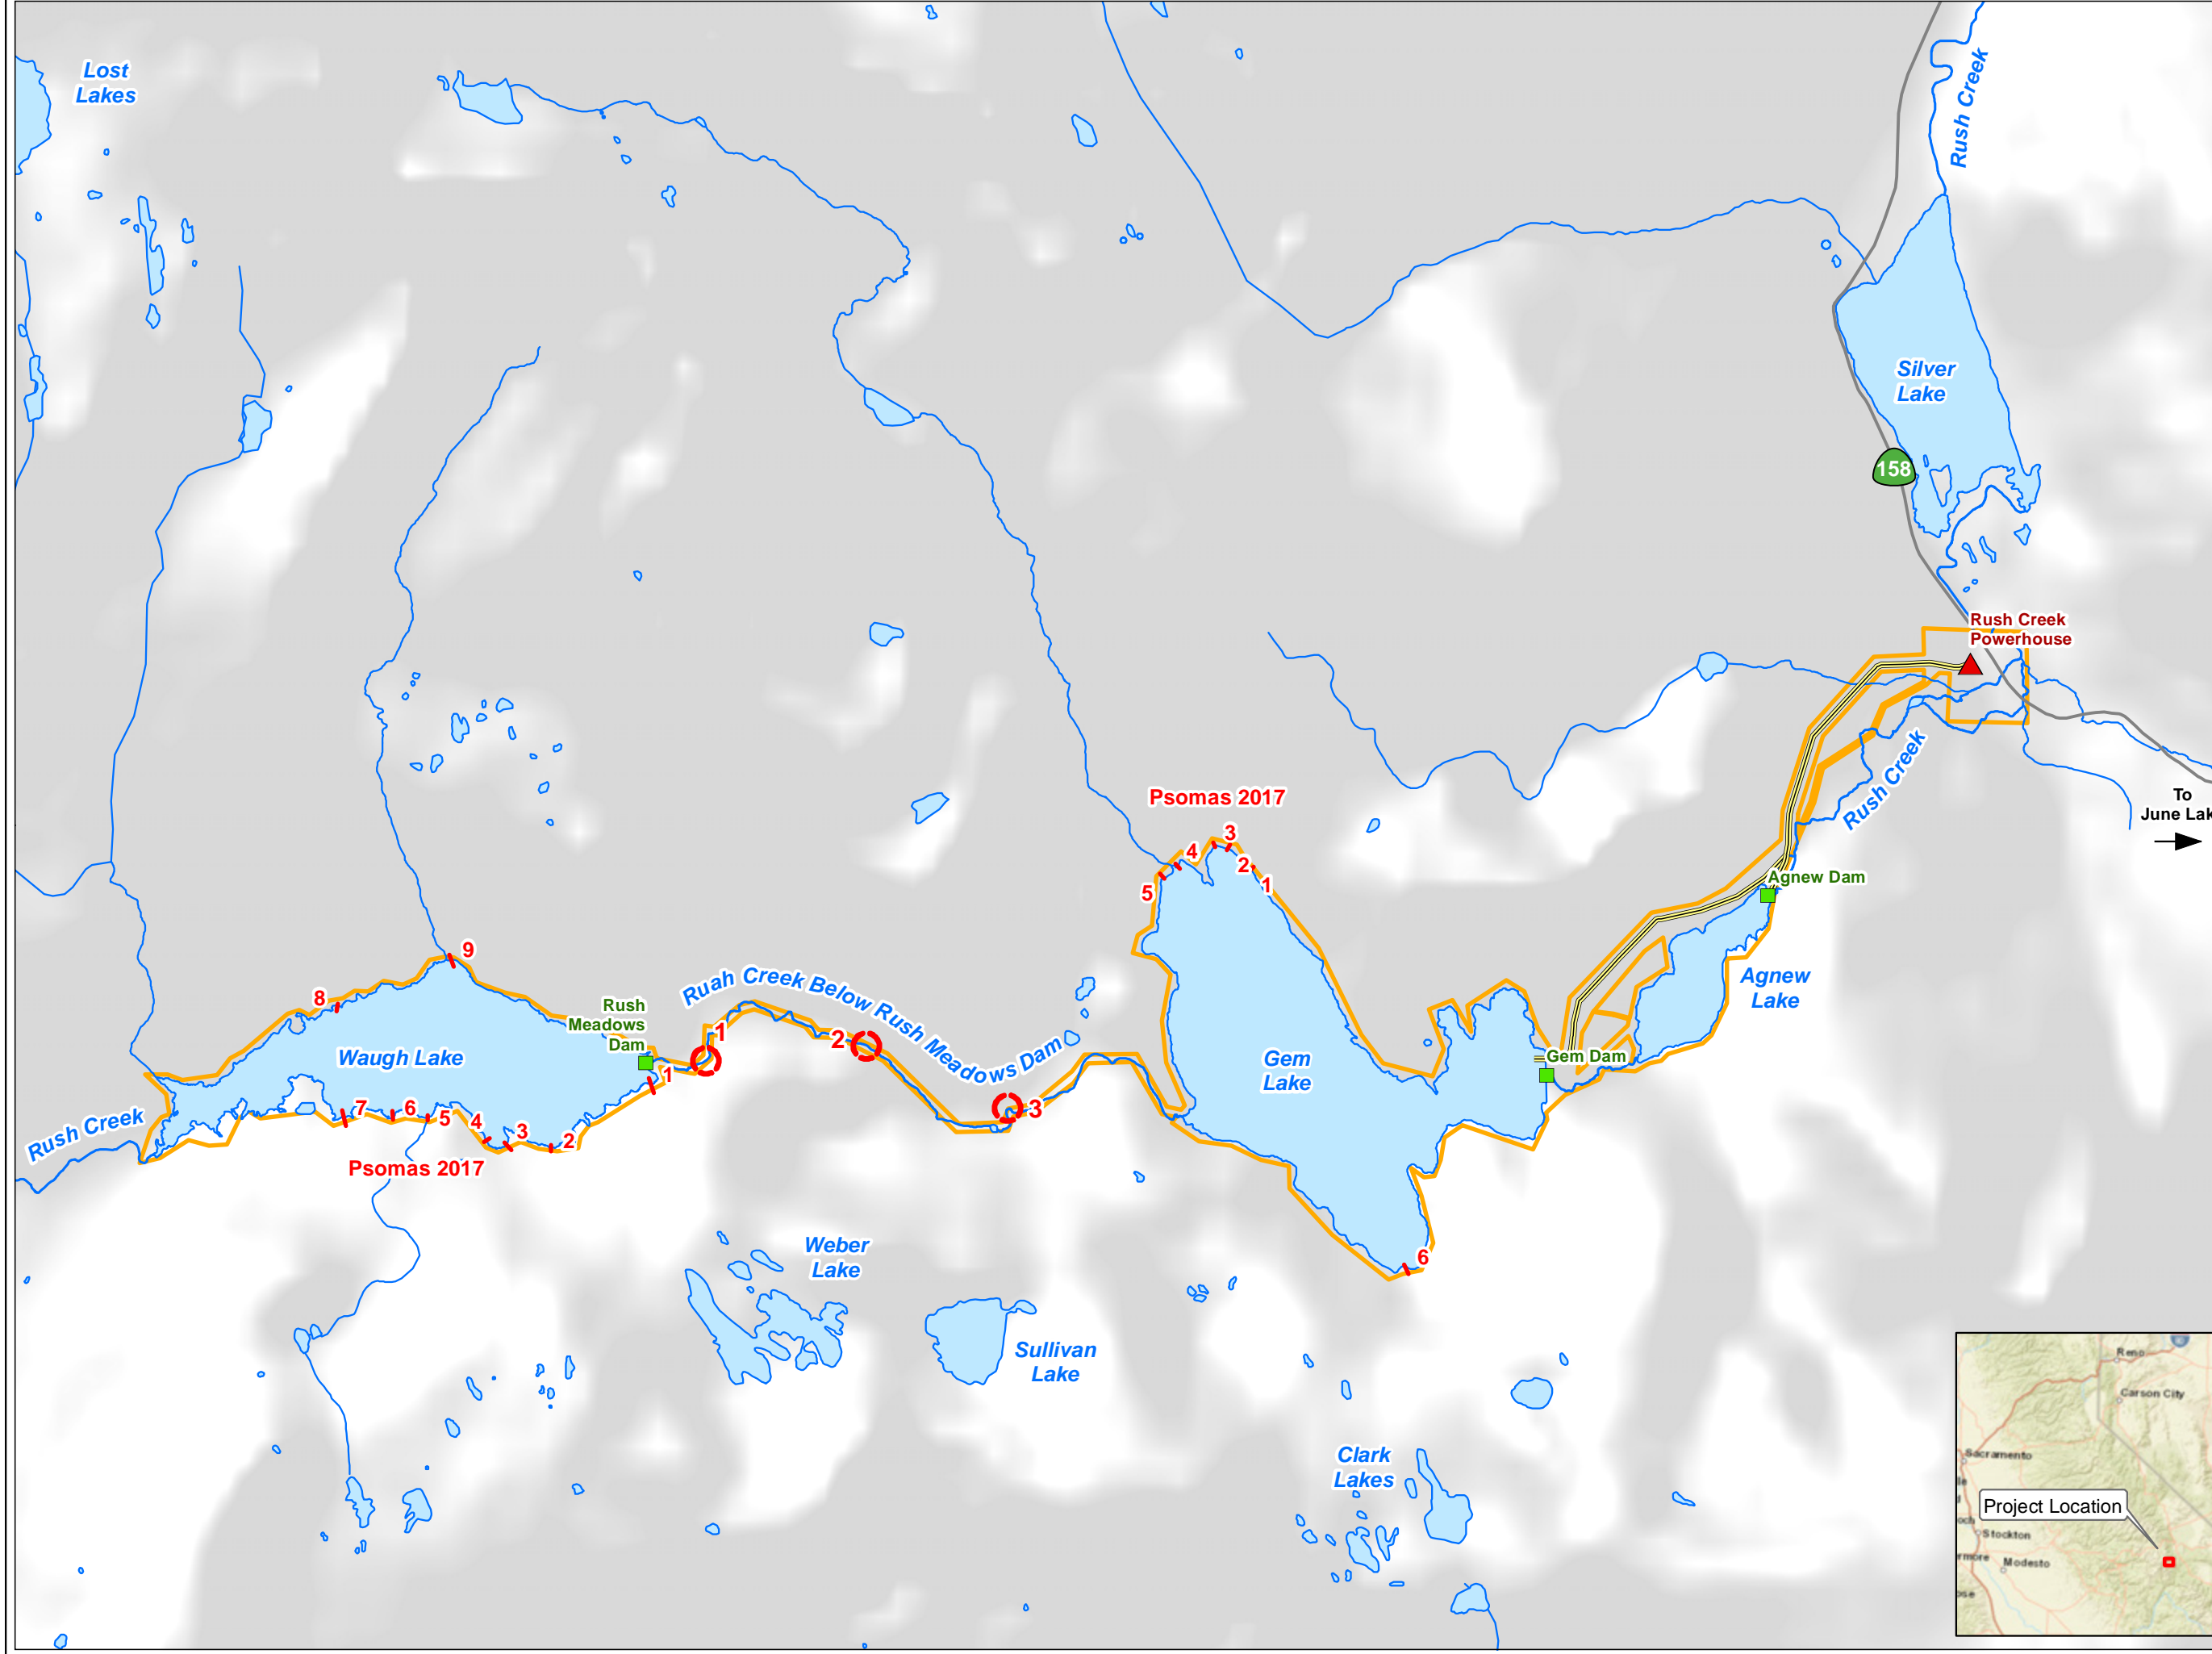 Lost
Lakes
Rush Creek
Silver
Lake
158
Rush Creek
Powerhouse
To
Psomas 2017
3
4
2
1
5
Rush Creek
Agnew Dam
9
8
Ruah Creek Below Rush Meadows Dam
Agnew
Lake
Rush
Meadows
Dam
1
2
Waugh Lake
Gem
Lake
Gem Dam
1
3
7
6
5
4
3
2
Rush Creek
Psomas 2017
Weber
Lake
6
Sullivan
Lake
Reno
Carson City
Clark
Lakes
Sacramento
Project Location
Stockton
Modesto